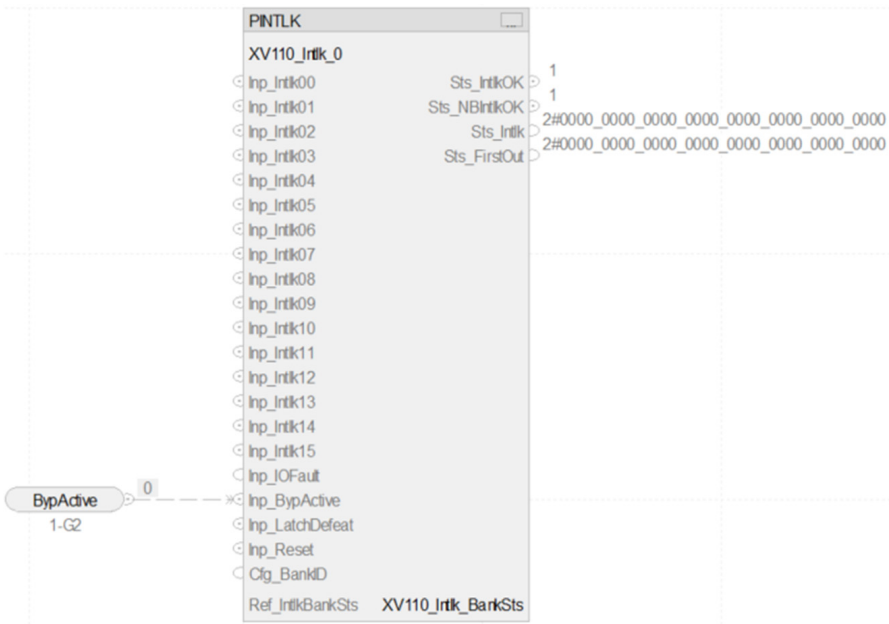 PINTLK ...
XV110_Intlk_0
Inp_Intlk00 Sts_IntlkOK 1
Inp_Intlk01 Sts_NBIntlkOK 1
Inp_Intlk02 Sts_Intlk 2#0000_0000_0000_0000_0000_0000_0000_0000
Inp_Intlk03 Sts_FirstOut 2#0000_0000_0000_0000_0000_0000_0000_0000
Inp_Intlk04
Inp_Intlk05
Inp_Intlk06
Inp_Intlk07
Inp_Intlk08
Inp_Intlk09
Inp_Intlk10
Inp_Intlk11
Inp_Intlk12
Inp_Intlk13
Inp_Intlk14
Inp_Intlk15
Inp_IOFault
BypActive 0 Inp_BypActive
1-G2 Inp_LatchDefeat
Inp_Reset
Cfg_BankID
Ref_IntlkBankSts XV110_Intlk_BankSts